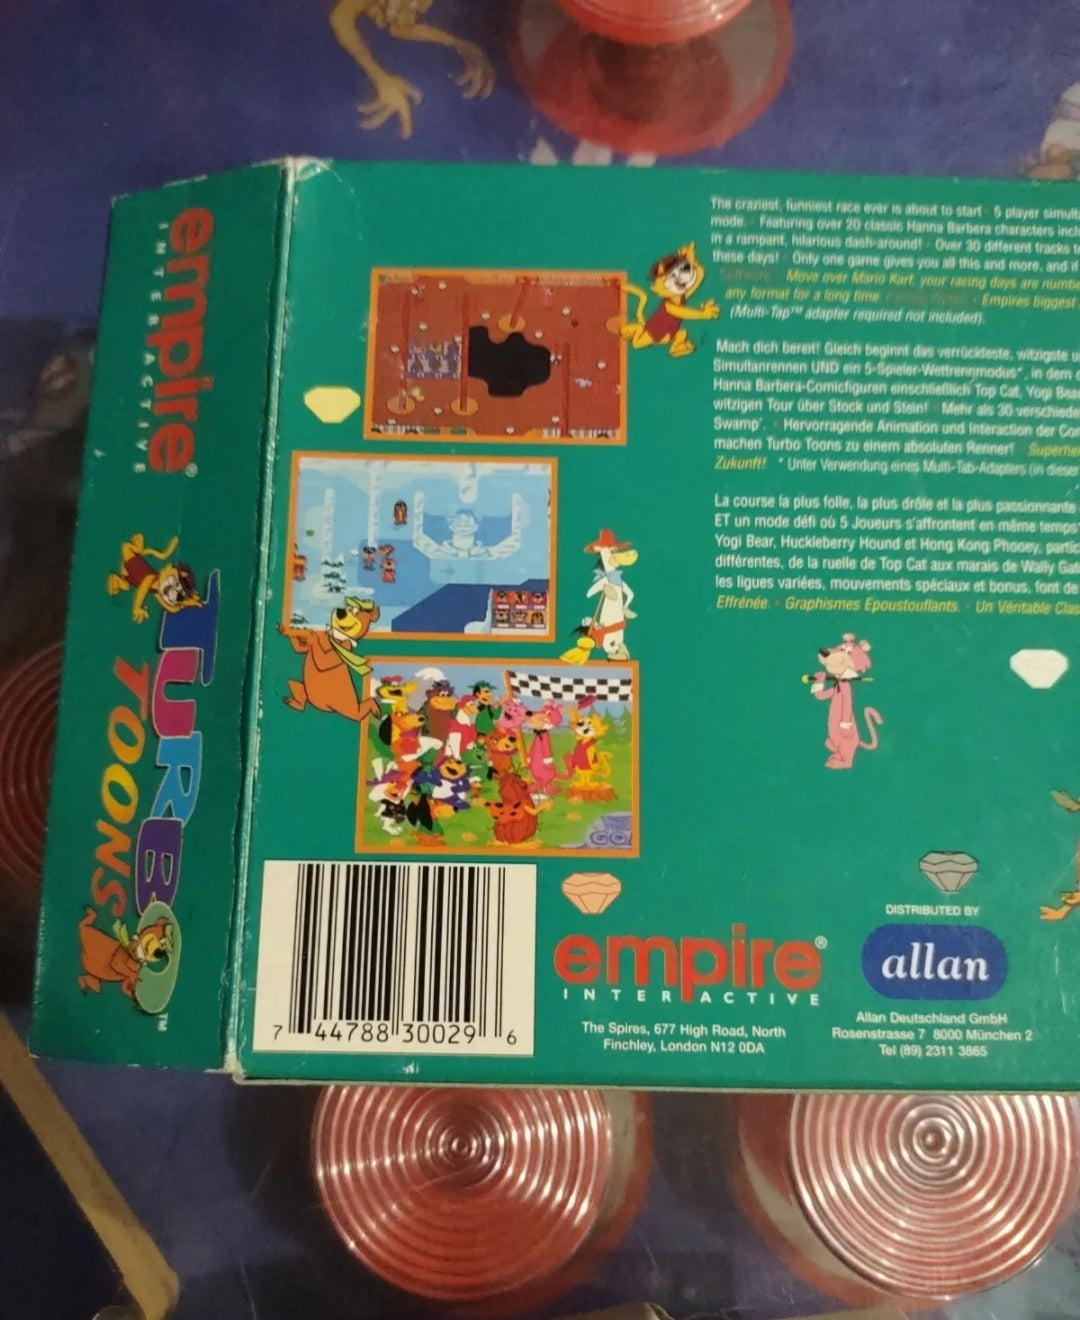 empire®
INTERACTIVE
TURBO
TOONS™
The craziest, funniest race ever is about to start 5 player simult
mode. Featuring over 20 classic Hanna Barbera characters incl
in a rampant, hilarious dash-around! Over 30 different tracks t
these days! Only one game gives you all this and more, and if
Move over Mario Kart, your racing days are numbe
any format for a long time Empires biggest
(Multi-Tap™ adapter required not included).
Mach dich bereit! Gleich beginnt das verrückteste, witzigste u
Simultanrennen UND ein 5-Spieler-Wettrennmodus*, in dem
Hanna Barbera-Comicfiguren einschließlich Top Cat, Yogi Bear
witzigen Tour über Stock und Stein! Mehr als 30 verschiede
Swamp'. Hervorragende Animation und Interaction der Co
machen Turbo Toons zu einem absoluten Renner! Superhe
Zukunft! * Unter Verwendung eines Multi-Tab-Adapters (in dieser
La course la plus folle, la plus drôle et la plus passionnante
ET un mode défi où 5 Joueurs s'affrontent en même temps
Yogi Bear, Huckleberry Hound et Hong Kong Phooey, partic
différentes, de la ruelle de Top Cat aux marais de Wally Gat
les ligues variées, mouvements spéciaux et bonus, font de
Effrénée. • Graphismes Epoustouflants. • Un Véritable Clas
GO!
7 44788 30029 6
empire®
INTERACTIVE
The Spires, 677 High Road, North
Finchley, London N12 0DA
DISTRIBUTED BY
allan
Allan Deutschland GmbH
Rosenstrasse 7 8000 München 2
Tel (89) 2311 3865